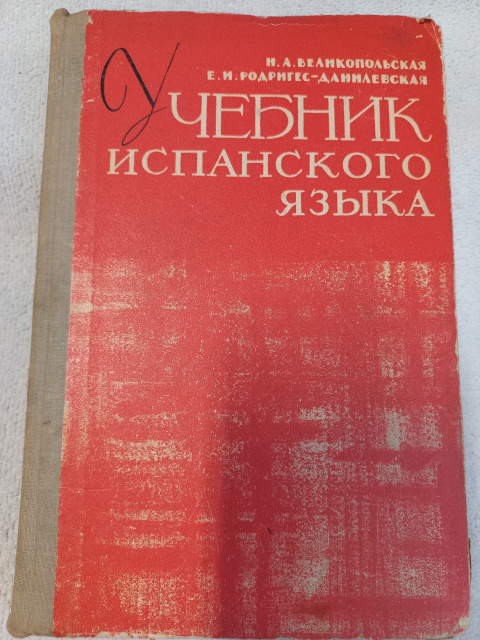 Н.А.ВЕЛИКОПОЛЬСКАЯ
Е.И.РОДРИГЕС-ДАНИЛЕВСКАЯ
УЧЕБНИК
ИСПАНСКОГО
ЯЗЫКА